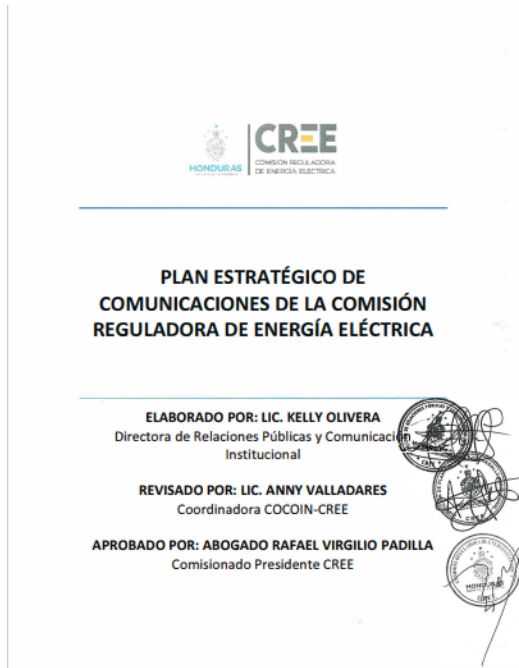 HONDURAS
CREE
COMISIÓN REGULADORA
DE ENERGÍA ELÉCTRICA
PLAN ESTRATÉGICO DE
COMUNICACIONES DE LA COMISIÓN
REGULADORA DE ENERGÍA ELÉCTRICA
ELABORADO POR: LIC. KELLY OLIVERA
Directora de Relaciones Públicas y Comunicación
Institucional
REVISADO POR: LIC. ANNY VALLADARES
Coordinadora COCOIN-CREE
APROBADO POR: ABOGADO RAFAEL VIRGILIO PADILLA
Comisionado Presidente CREE
HONDURAS